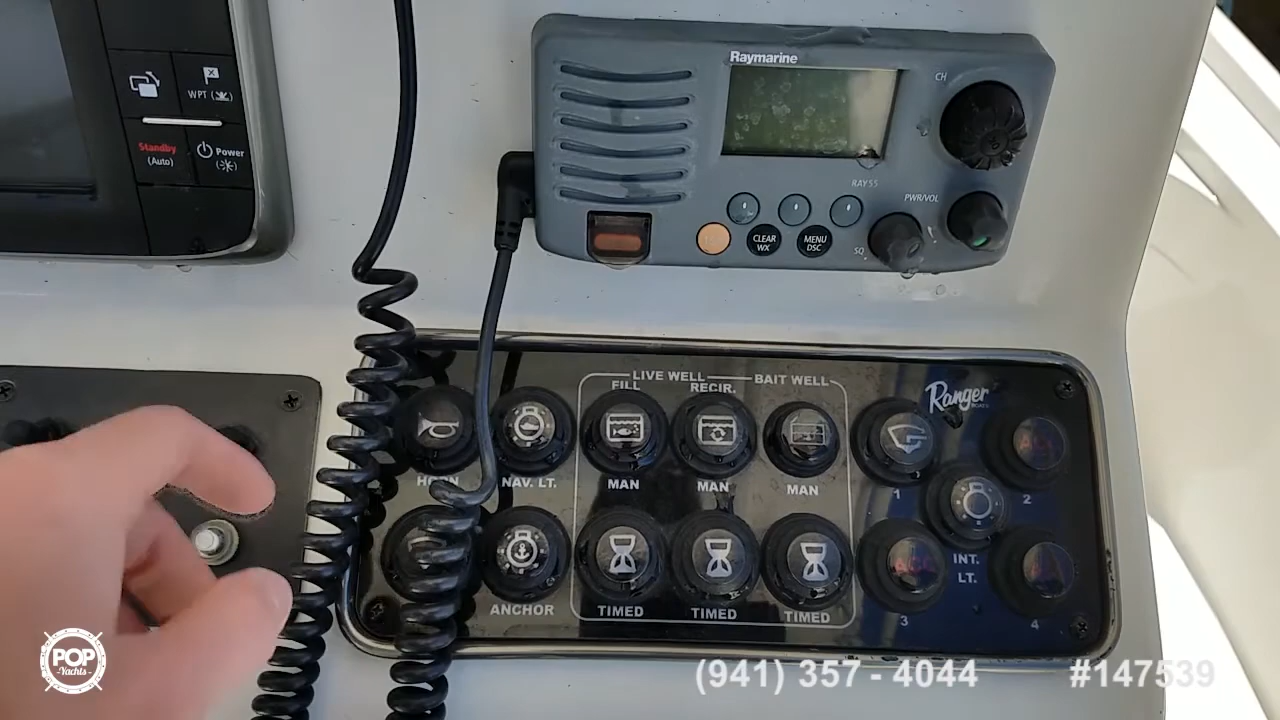 Raymarine
CH
WPT
Standby
(Auto)
Power
RAY 55
PWR/VOL
CLEAR
WX
MENU
DSC
SQ
LIVE WELL
BAIT WELL
FILL
RECIR.
Ranger
HORN
NAV. LT.
MAN
MAN
MAN
1
2
INT.
LT.
ANCHOR
TIMED
TIMED
TIMED
3
4
POP
Yachts
(941) 357 - 4044
#147539